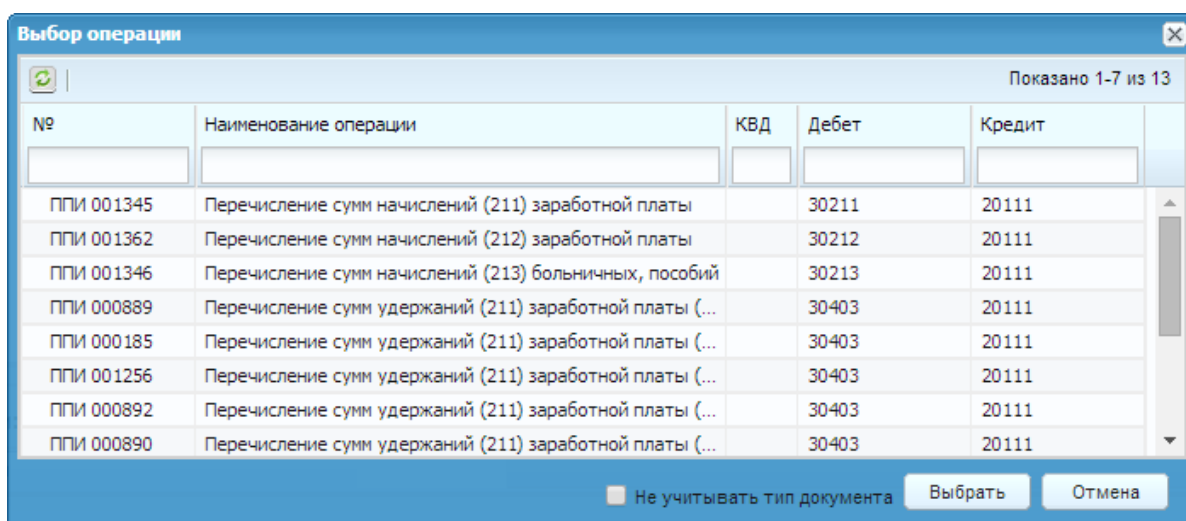 Выбор операции
Показано 1-7 из 13
№ Наименование операции КВД Дебет Кредит
ППИ 001345 Перечисление сумм начислений (211) заработной платы 30211 20111
ППИ 001362 Перечисление сумм начислений (212) заработной платы 30212 20111
ППИ 001346 Перечисление сумм начислений (213) больничных, пособий 30213 20111
ППИ 000889 Перечисление сумм удержаний (211) заработной платы (... 30403 20111
ППИ 000185 Перечисление сумм удержаний (211) заработной платы (... 30403 20111
ППИ 001256 Перечисление сумм удержаний (211) заработной платы (... 30403 20111
ППИ 000892 Перечисление сумм удержаний (211) заработной платы (... 30403 20111
ППИ 000890 Перечисление сумм удержаний (211) заработной платы (... 30403 20111
Не учитывать тип документа Выбрать Отмена